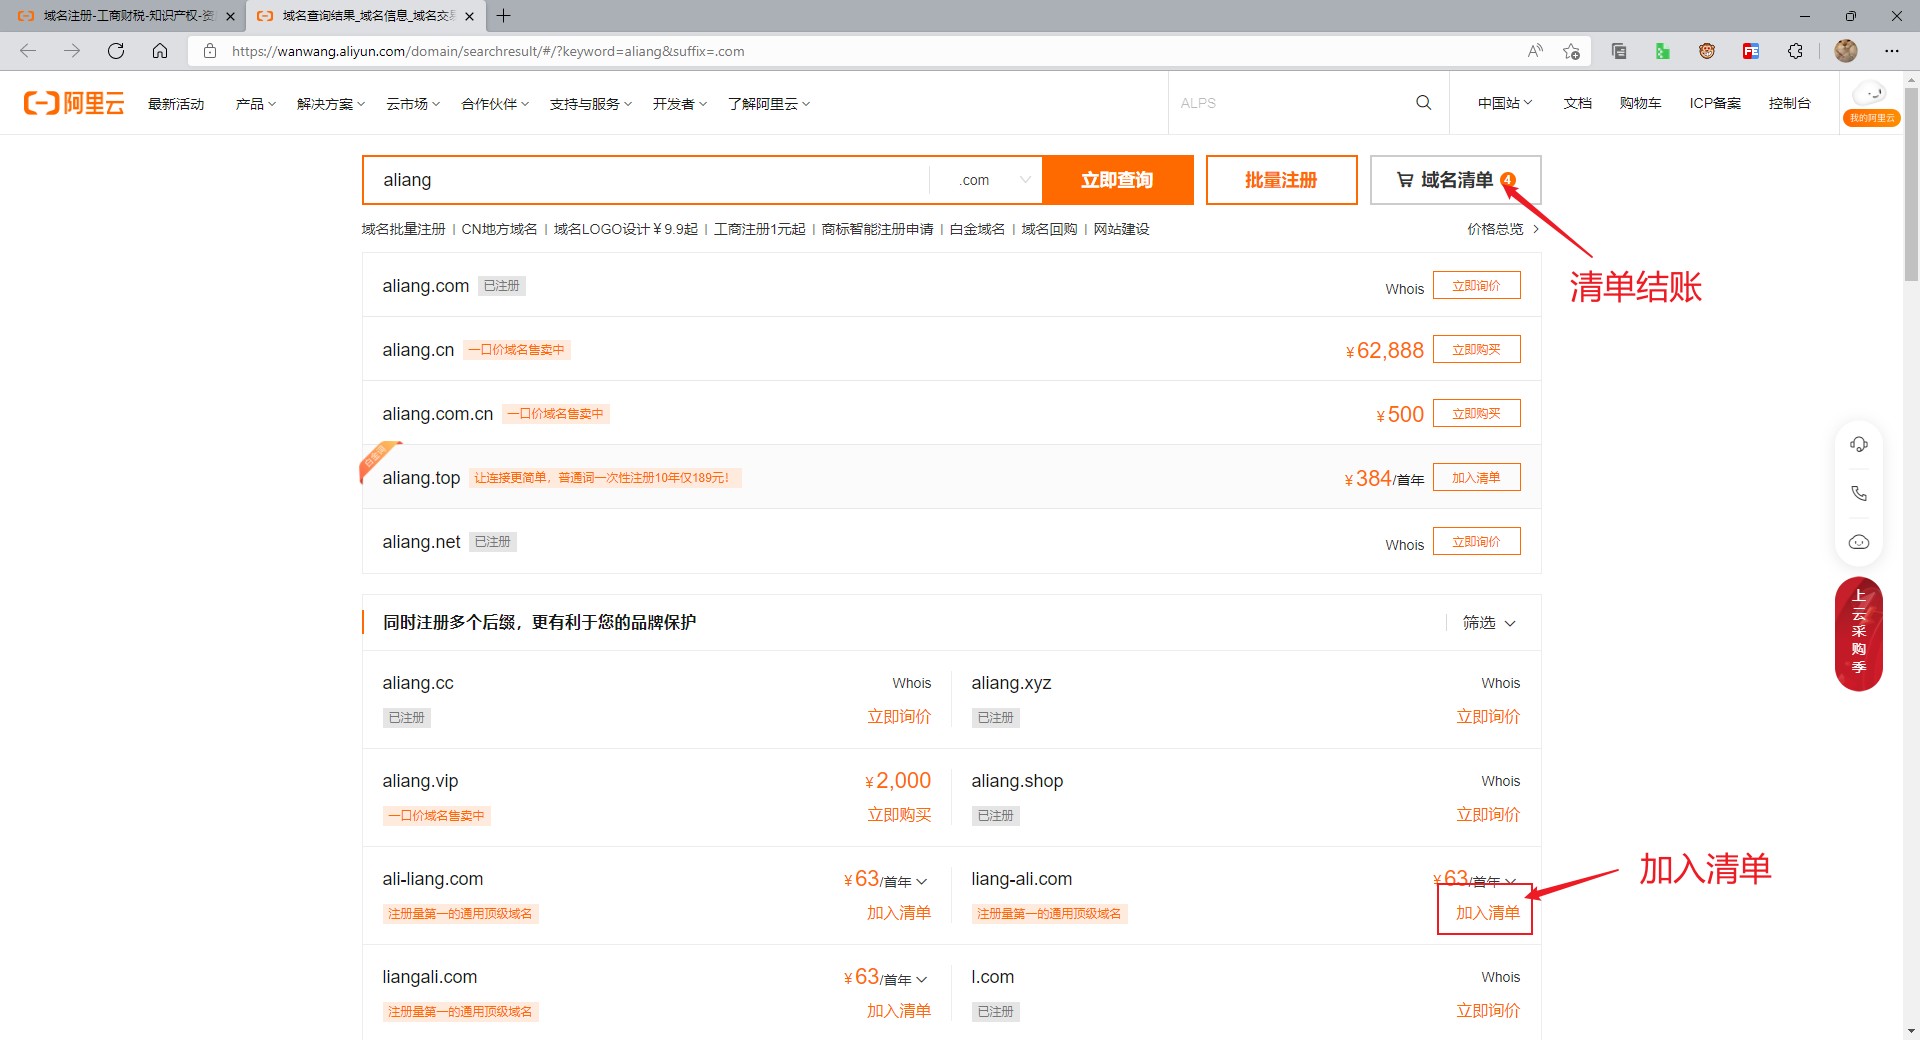 域名注册-工商财税-知识产权-资
域名查询结果_域名信息_域名交易
https://wanwang.aliyun.com/domain/searchresult/#/?keyword=aliang&suffix=.com
阿里云
最新活动
产品
解决方案
云市场
合作伙伴
支持与服务
开发者
了解阿里云
ALPS
中国站
文档
购物车
ICP备案
控制台
我的阿里云
aliang
.com
立即查询
批量注册
域名清单 4
域名批量注册 | CN地方域名 | 域名LOGO设计￥9.9起 | 工商注册1元起 | 商标智能注册申请 | 白金域名 | 域名回购 | 网站建设
价格总览
清单结账
aliang.com 已注册
Whois 立即询价
aliang.cn 一口价域名售卖中
¥62,888 立即购买
aliang.com.cn 一口价域名售卖中
¥500 立即购买
白金词
aliang.top 让连接更简单，普通词一次性注册10年仅189元！
¥384/首年 加入清单
aliang.net 已注册
Whois 立即询价
同时注册多个后缀，更有利于您的品牌保护
筛选
aliang.cc Whois
已注册 立即询价
aliang.xyz Whois
已注册 立即询价
aliang.vip ¥2,000
一口价域名售卖中 立即购买
aliang.shop Whois
已注册 立即询价
ali-liang.com ¥63/首年
注册量第一的通用顶级域名 加入清单
liang-ali.com ¥63/首年
注册量第一的通用顶级域名 加入清单
加入清单
liangali.com ¥63/首年
注册量第一的通用顶级域名 加入清单
l.com Whois
已注册 立即询价
上云采购季